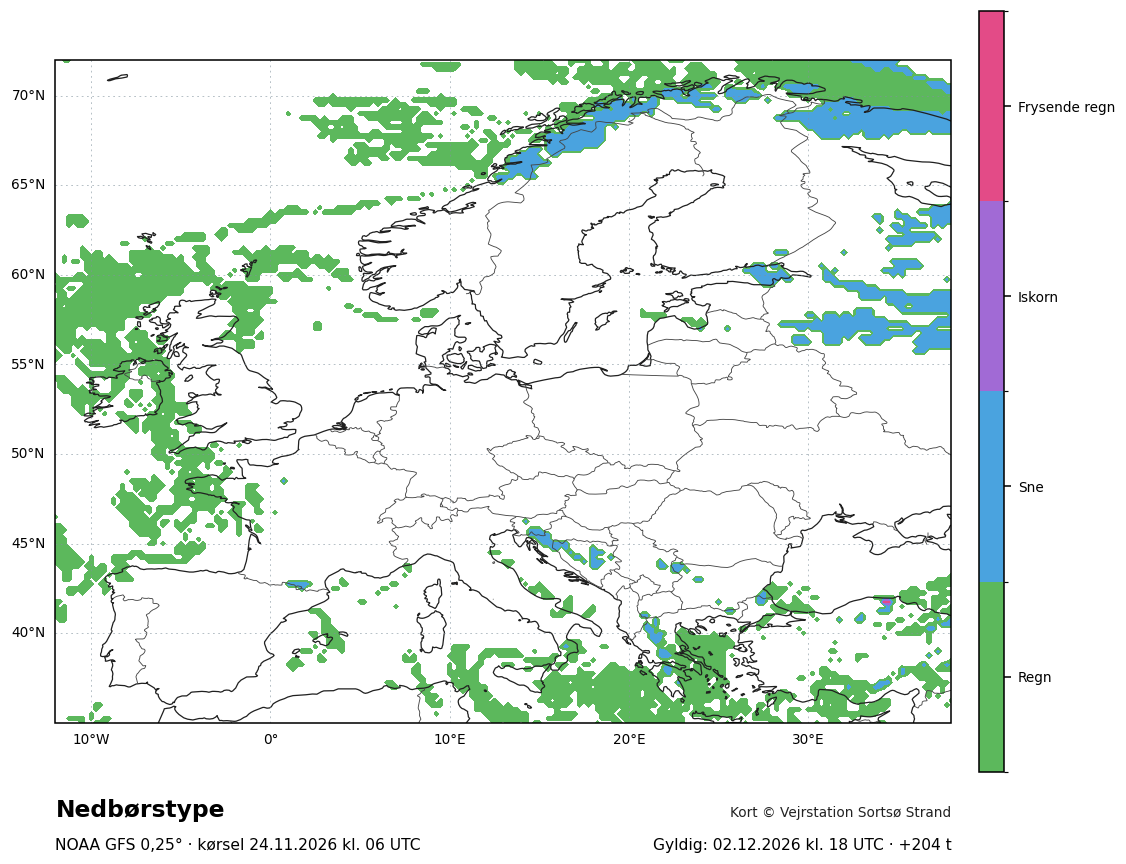 70°N
65°N
60°N
55°N
50°N
45°N
40°N
10°W
0°
10°E
20°E
30°E
Frysende regn
Iskorn
Sne
Regn
Nedbørstype
Kort © Vejrstation Sortsø Strand
NOAA GFS 0,25° · kørsel 24.11.2026 kl. 06 UTC
Gyldig: 02.12.2026 kl. 18 UTC · +204 t